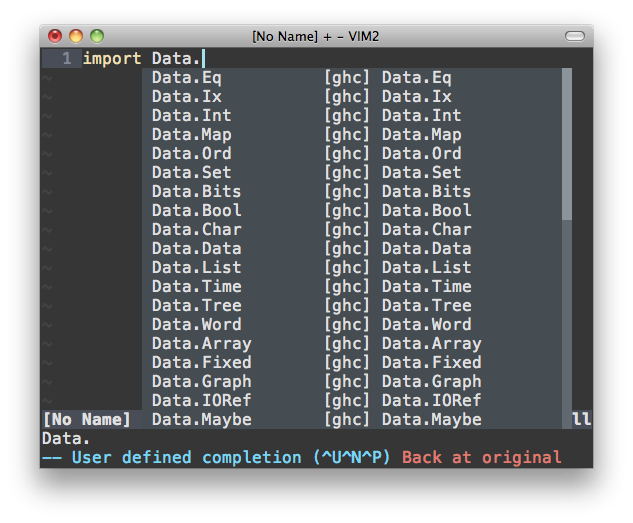 [No Name] + – VIM2
1 import Data.
~ Data.Eq [ghc] Data.Eq
~ Data.Ix [ghc] Data.Ix
~ Data.Int [ghc] Data.Int
~ Data.Map [ghc] Data.Map
~ Data.Ord [ghc] Data.Ord
~ Data.Set [ghc] Data.Set
~ Data.Bits [ghc] Data.Bits
~ Data.Bool [ghc] Data.Bool
~ Data.Char [ghc] Data.Char
~ Data.Data [ghc] Data.Data
~ Data.List [ghc] Data.List
~ Data.Time [ghc] Data.Time
~ Data.Tree [ghc] Data.Tree
~ Data.Word [ghc] Data.Word
~ Data.Array [ghc] Data.Array
~ Data.Fixed [ghc] Data.Fixed
~ Data.Graph [ghc] Data.Graph
~ Data.IORef [ghc] Data.IORef
[No Name] Data.Maybe [ghc] Data.Maybe ll
Data.
-- User defined completion (^U^N^P) Back at original